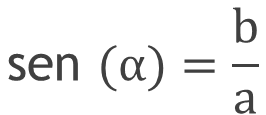 sen (α) = b/a